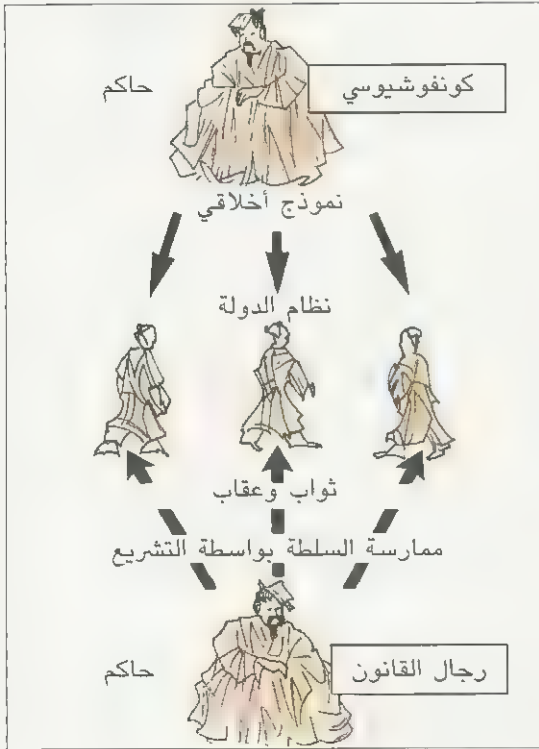 كونفوشيوسي
حاكم
نموذج أخلاقي
نظام الدولة
ثواب وعقاب
ممارسة السلطة بواسطة التشريع
رجال القانون
حاكم